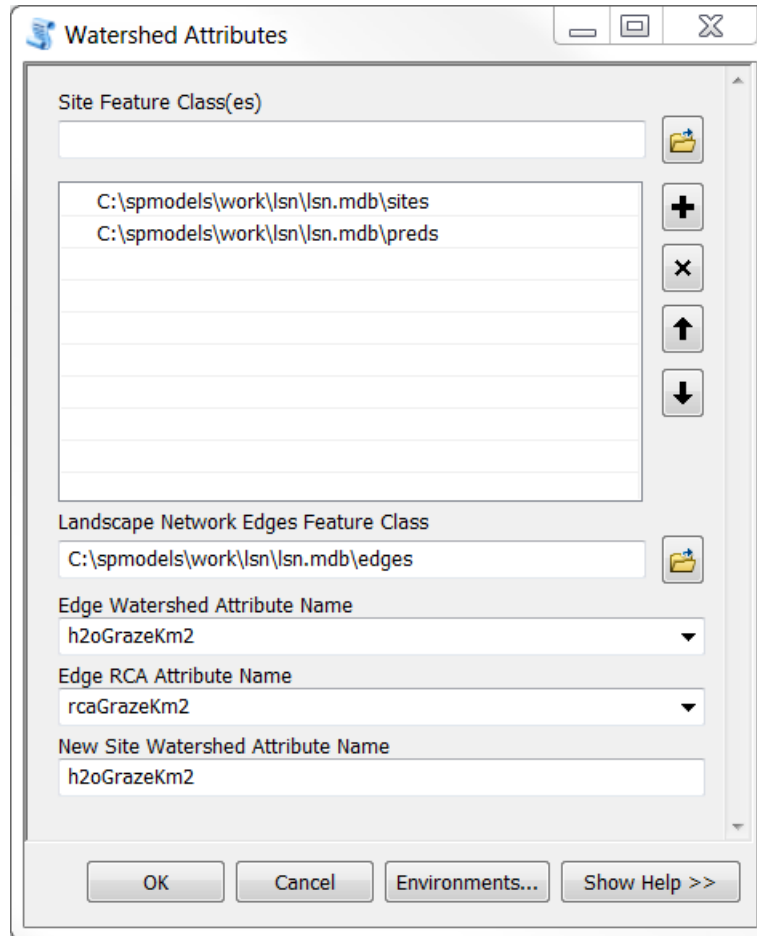 Watershed Attributes
Site Feature Class(es)
C:\spmodels\work\lsn\lsn.mdb\sites
C:\spmodels\work\lsn\lsn.mdb\preds
Landscape Network Edges Feature Class
C:\spmodels\work\lsn\lsn.mdb\edges
Edge Watershed Attribute Name
h2oGrazeKm2
Edge RCA Attribute Name
rcaGrazeKm2
New Site Watershed Attribute Name
h2oGrazeKm2
OK Cancel Environments... Show Help >>